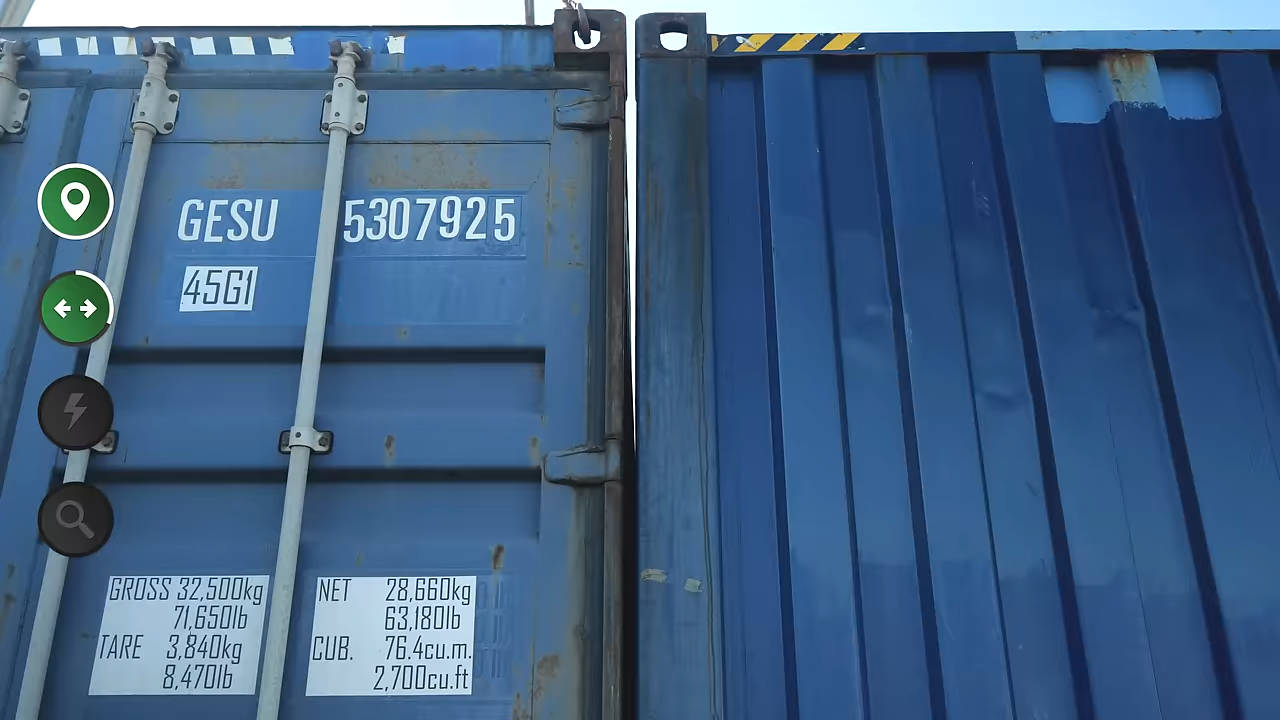 GESU 5307925
45G1
GROSS 32,500kg
71,650lb
TARE 3,840kg
8,470lb
NET 28,660kg
63,180lb
CUB. 76.4cu.m.
2,700cu.ft